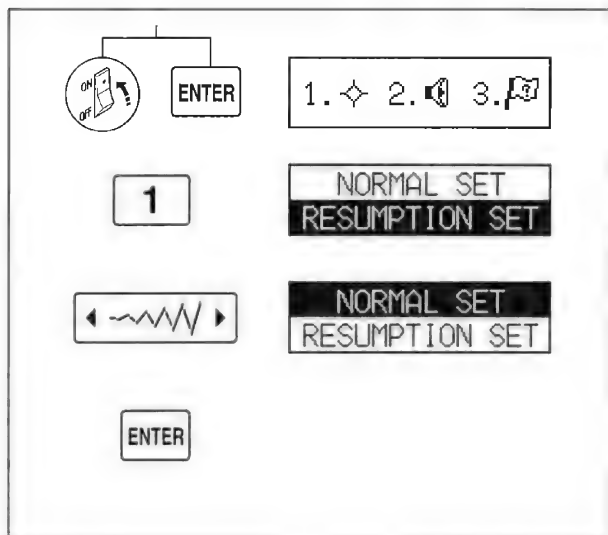 ON
OFF
ENTER
1. 2. 3. ?
1
NORMAL SET
RESUMPTION SET
NORMAL SET
RESUMPTION SET
ENTER